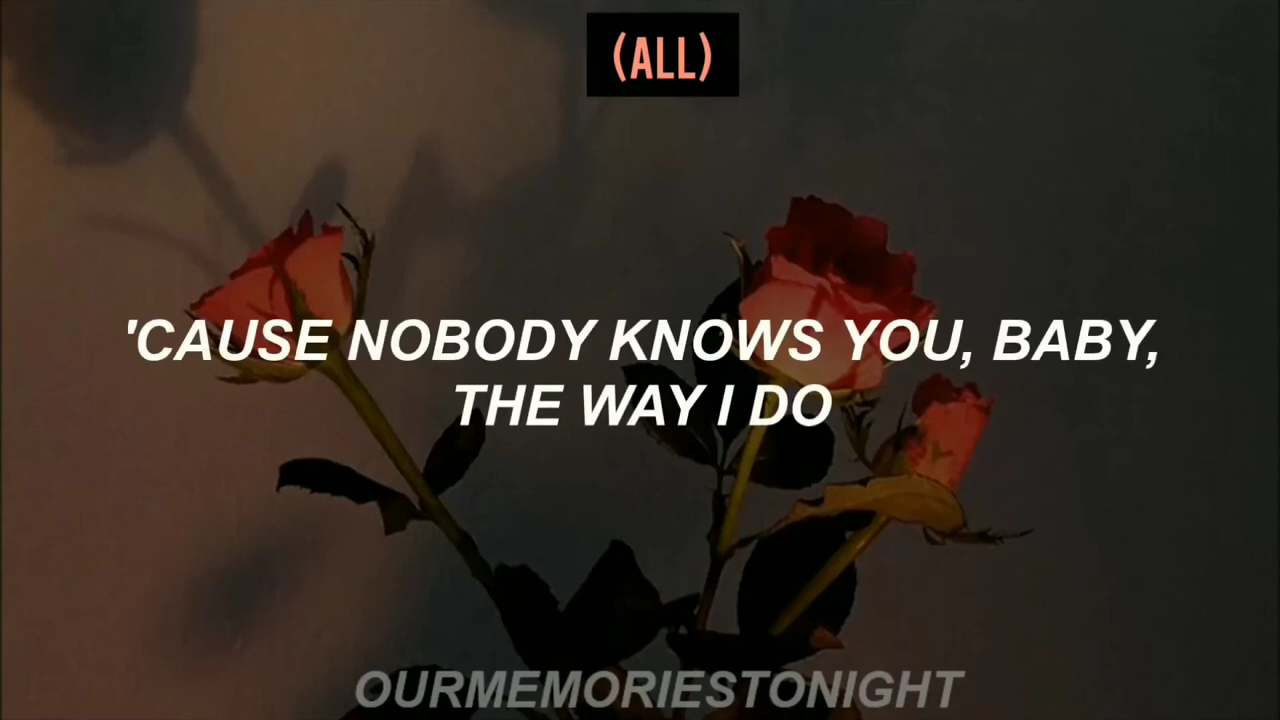 (ALL)
'CAUSE NOBODY KNOWS YOU, BABY,
THE WAY I DO
OURMEMORIESTONIGHT